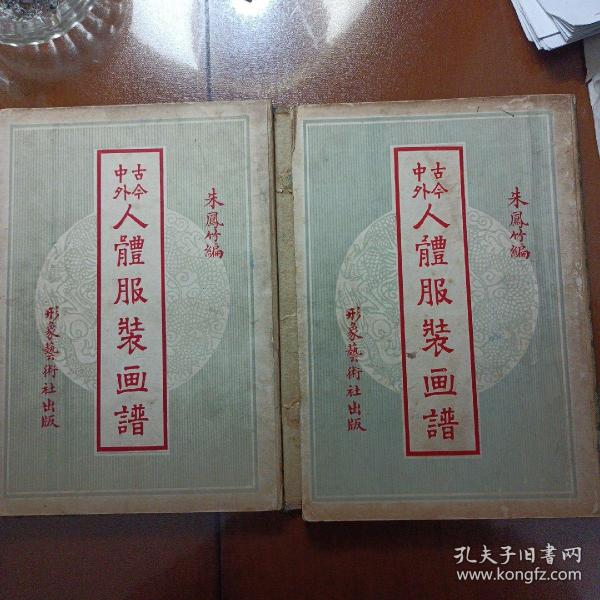 古今
中外
人體服裝画譜
朱鳳竹編
形象藝術社出版
古今
中外
人體服裝画譜
朱鳳竹編
形象藝術社出版
孔夫子旧书网
www.kongfz.com